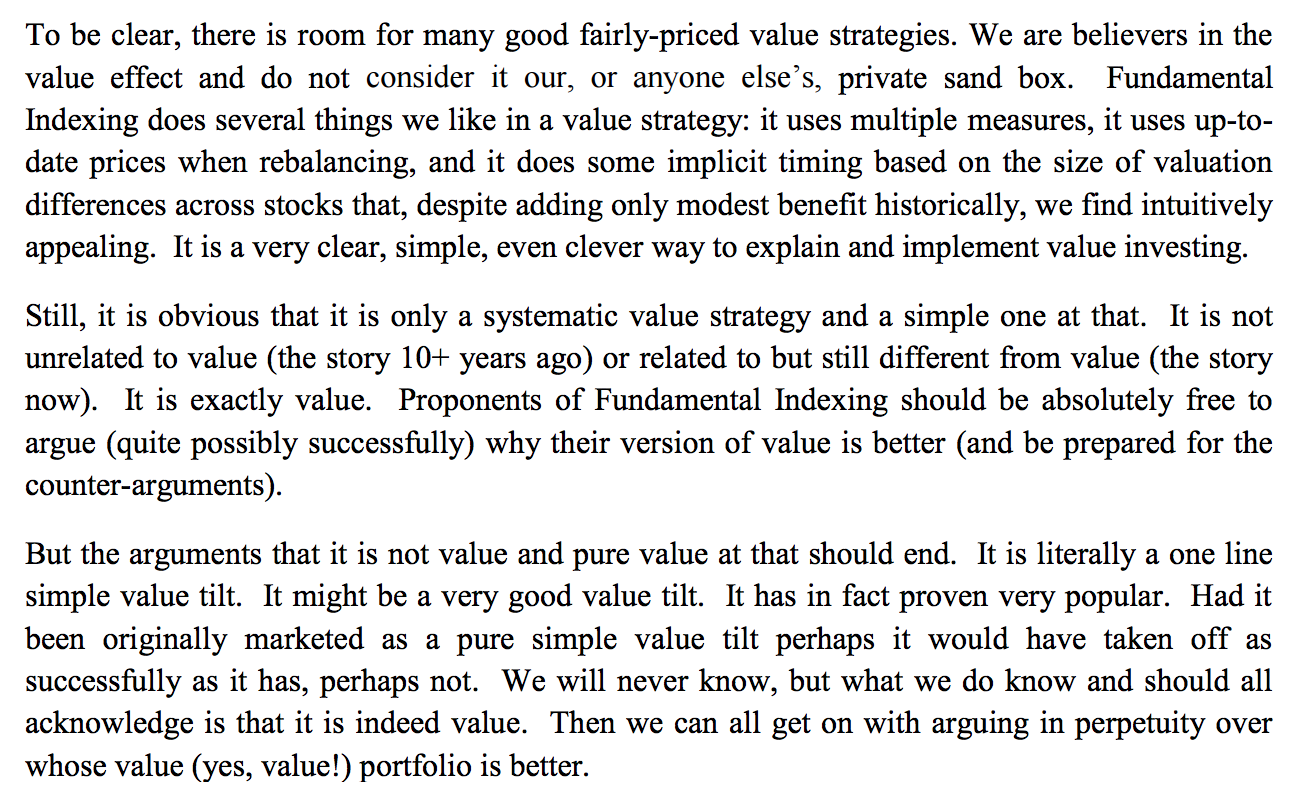 To be clear, there is room for many good fairly-priced value strategies. We are believers in the
value effect and do not consider it our, or anyone else’s, private sand box. Fundamental
Indexing does several things we like in a value strategy: it uses multiple measures, it uses up-to-
date prices when rebalancing, and it does some implicit timing based on the size of valuation
differences across stocks that, despite adding only modest benefit historically, we find intuitively
appealing. It is a very clear, simple, even clever way to explain and implement value investing.
Still, it is obvious that it is only a systematic value strategy and a simple one at that. It is not
unrelated to value (the story 10+ years ago) or related to but still different from value (the story
now). It is exactly value. Proponents of Fundamental Indexing should be absolutely free to
argue (quite possibly successfully) why their version of value is better (and be prepared for the
counter-arguments).
But the arguments that it is not value and pure value at that should end. It is literally a one line
simple value tilt. It might be a very good value tilt. It has in fact proven very popular. Had it
been originally marketed as a pure simple value tilt perhaps it would have taken off as
successfully as it has, perhaps not. We will never know, but what we do know and should all
acknowledge is that it is indeed value. Then we can all get on with arguing in perpetuity over
whose value (yes, value!) portfolio is better.